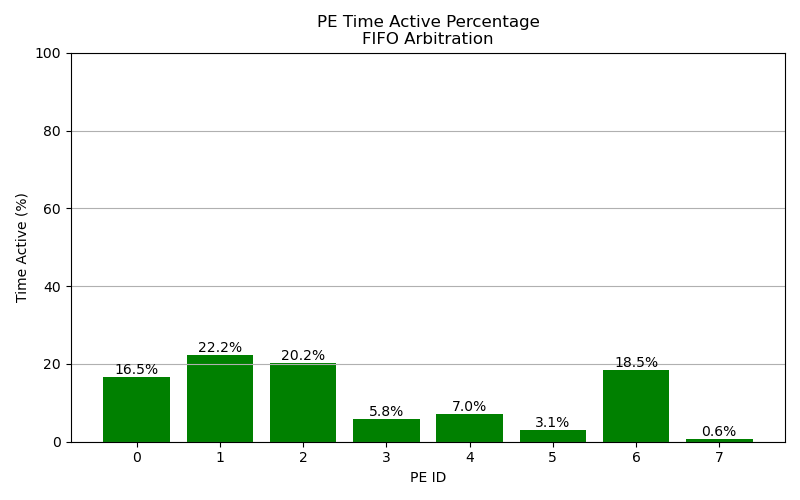 PE Time Active Percentage
FIFO Arbitration
Time Active (%)
100
80
60
40
20
0
16.5%
22.2%
20.2%
5.8%
7.0%
3.1%
18.5%
0.6%
0 1 2 3 4 5 6 7
PE ID